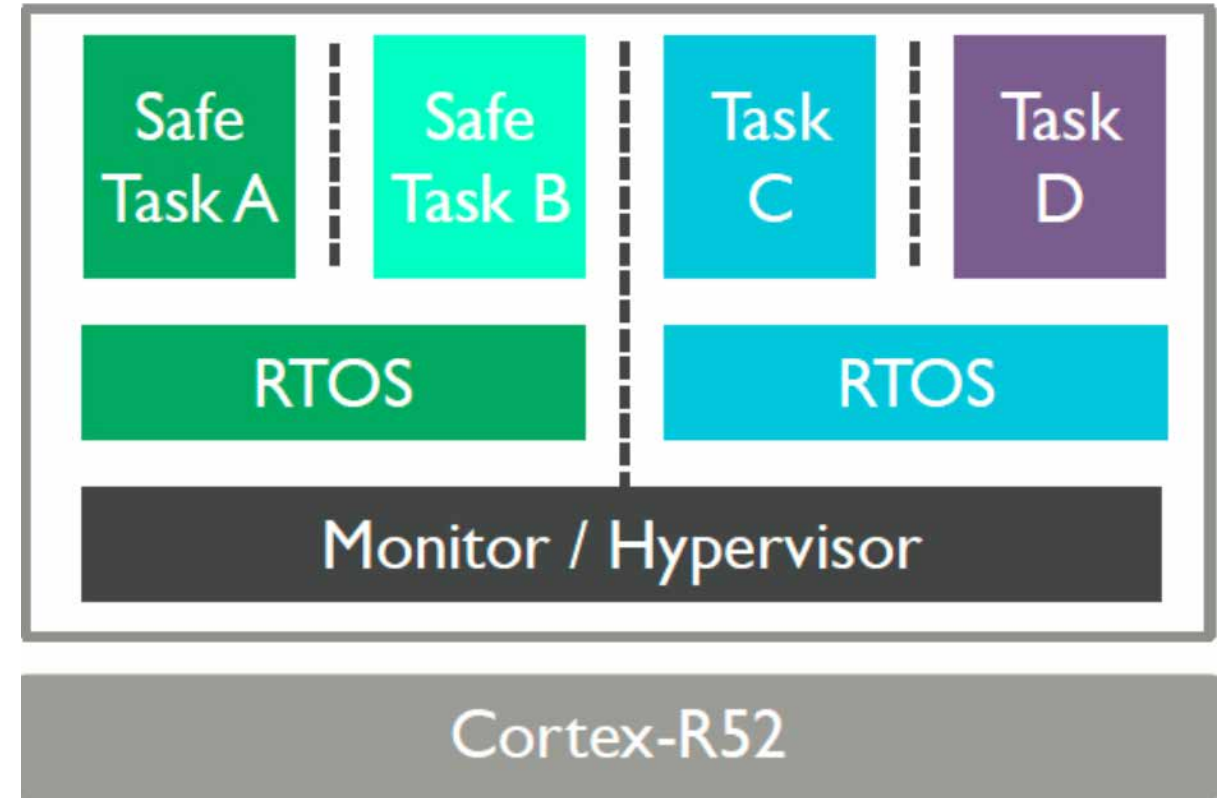 Safe
Task A
Safe
Task B
Task
C
Task
D
RTOS
RTOS
Monitor / Hypervisor
Cortex-R52